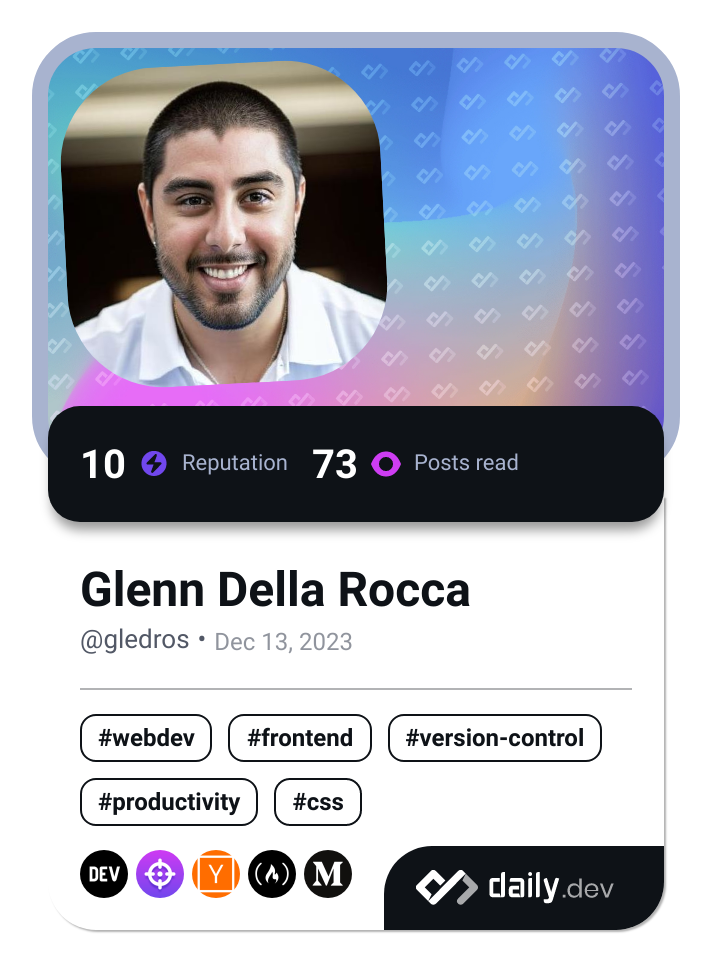 10 Reputation 73 Posts read
Glenn Della Rocca
@gledros • Dec 13, 2023
#webdev #frontend #version-control
#productivity #css
DEV Y M daily.dev